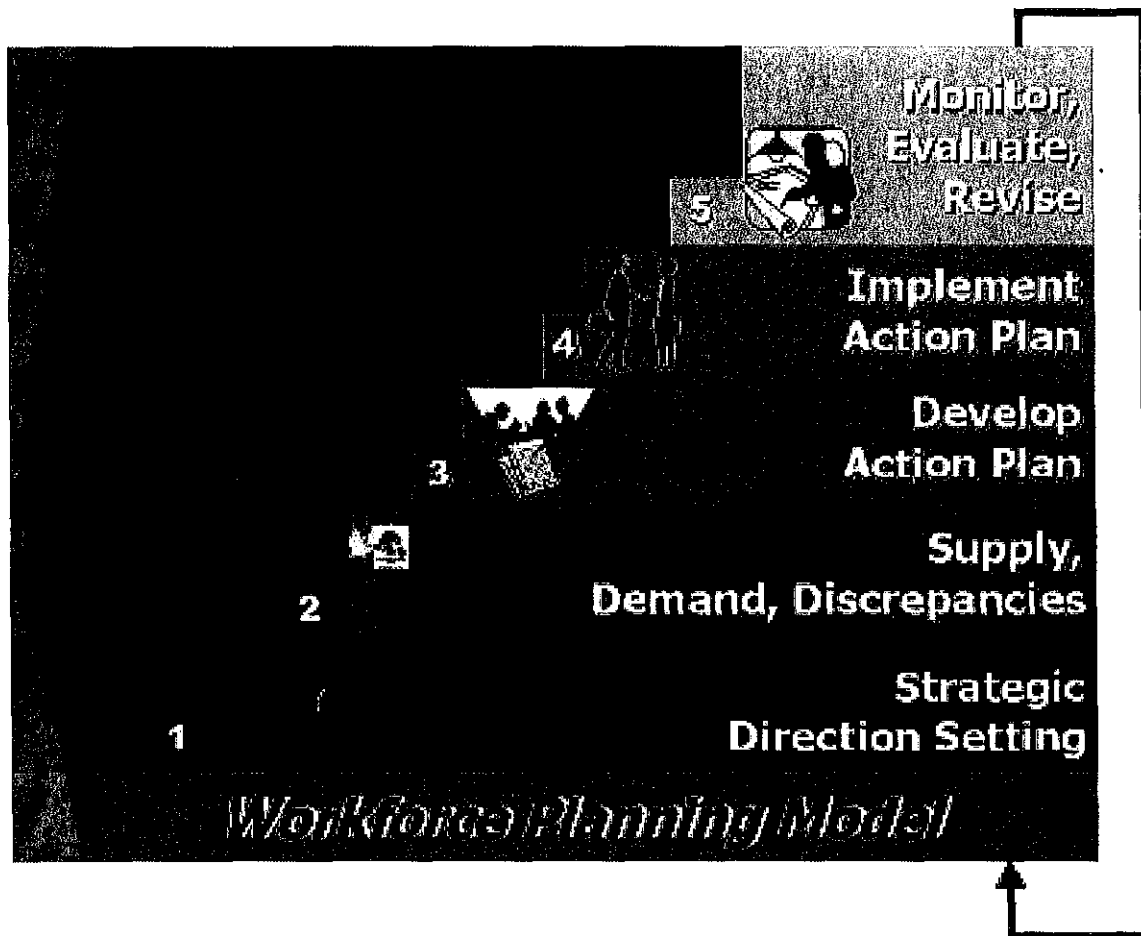 Monitor,
Evaluate,
Revise
5
Implement
Action Plan
4
Develop
Action Plan
3
Supply,
Demand, Discrepancies
2
Strategic
Direction Setting
1
Workforce Planning Model